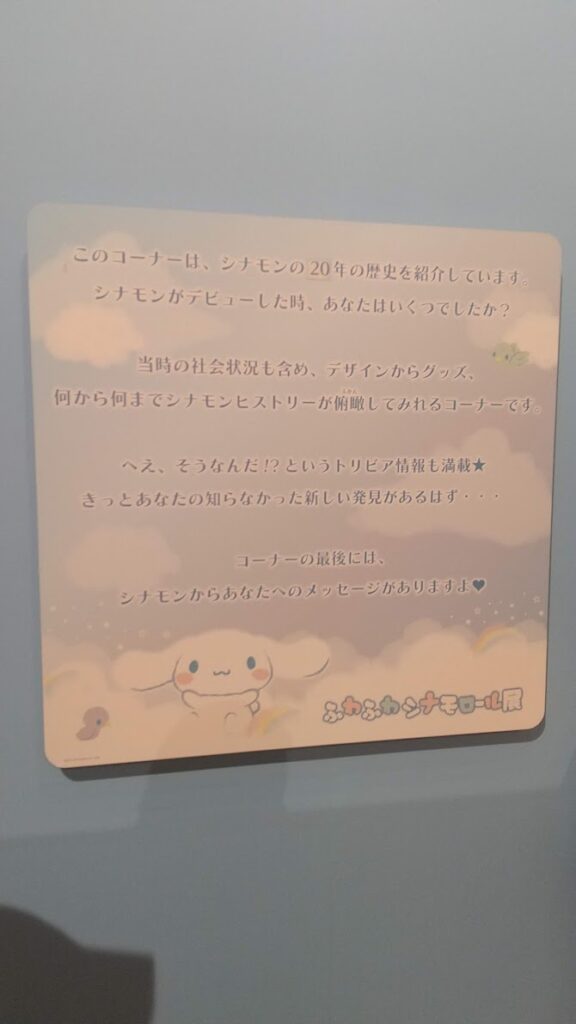 このコーナーは、シナモンの20年の歴史を紹介しています。
シナモンがデビューした時、あなたはいくつでしたか？
当時の社会状況も含め、デザインからグッズ、
何から何までシナモンヒストリーが俯瞰してみれるコーナーです。
へえ、そうなんだ!?というトリビア情報も満載★
きっとあなたの知らなかった新しい発見があるはず・・・
コーナーの最後には、
シナモンからあなたへのメッセージがありますよ♥
ふわふわシナモロール展